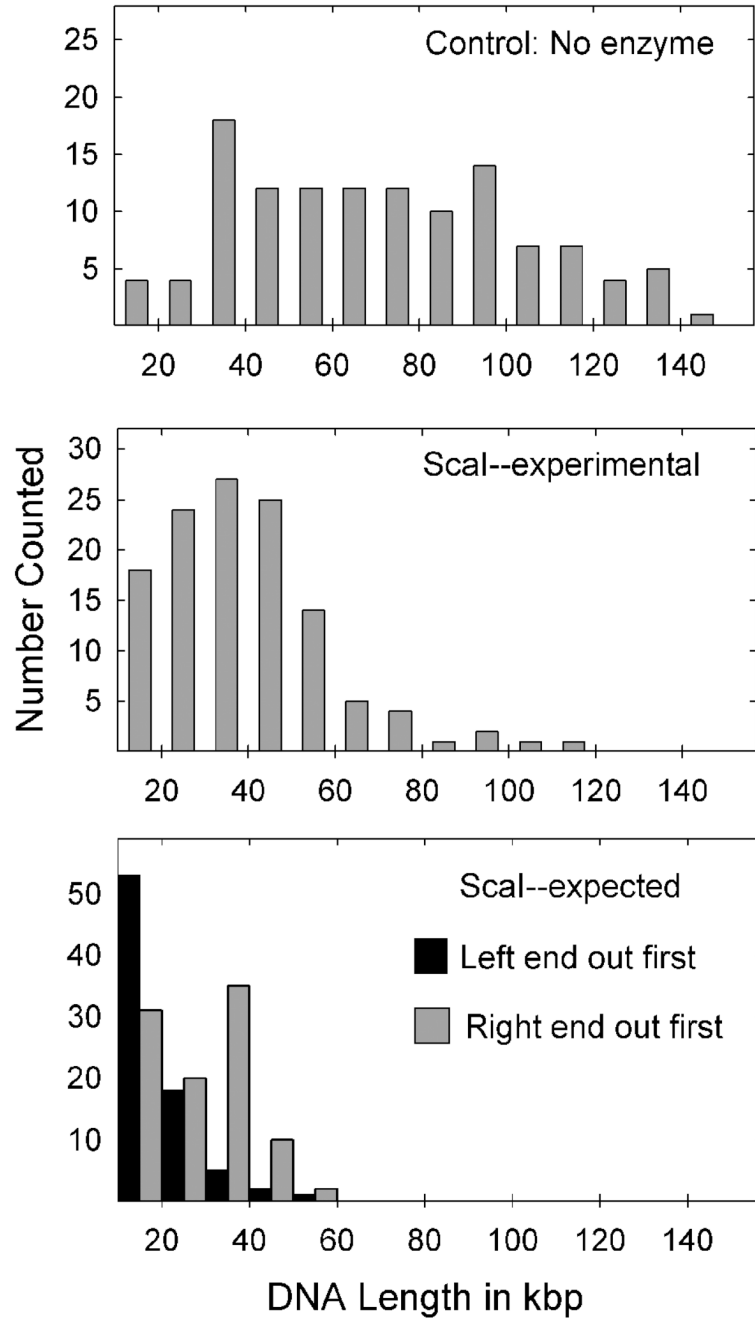 Control: No enzyme
25
20
15
10
5
20 40 60 80 100 120 140
Number Counted
ScaI--experimental
30
25
20
15
10
5
20 40 60 80 100 120 140
ScaI--expected
Left end out first
Right end out first
50
40
30
20
10
20 40 60 80 100 120 140
DNA Length in kbp